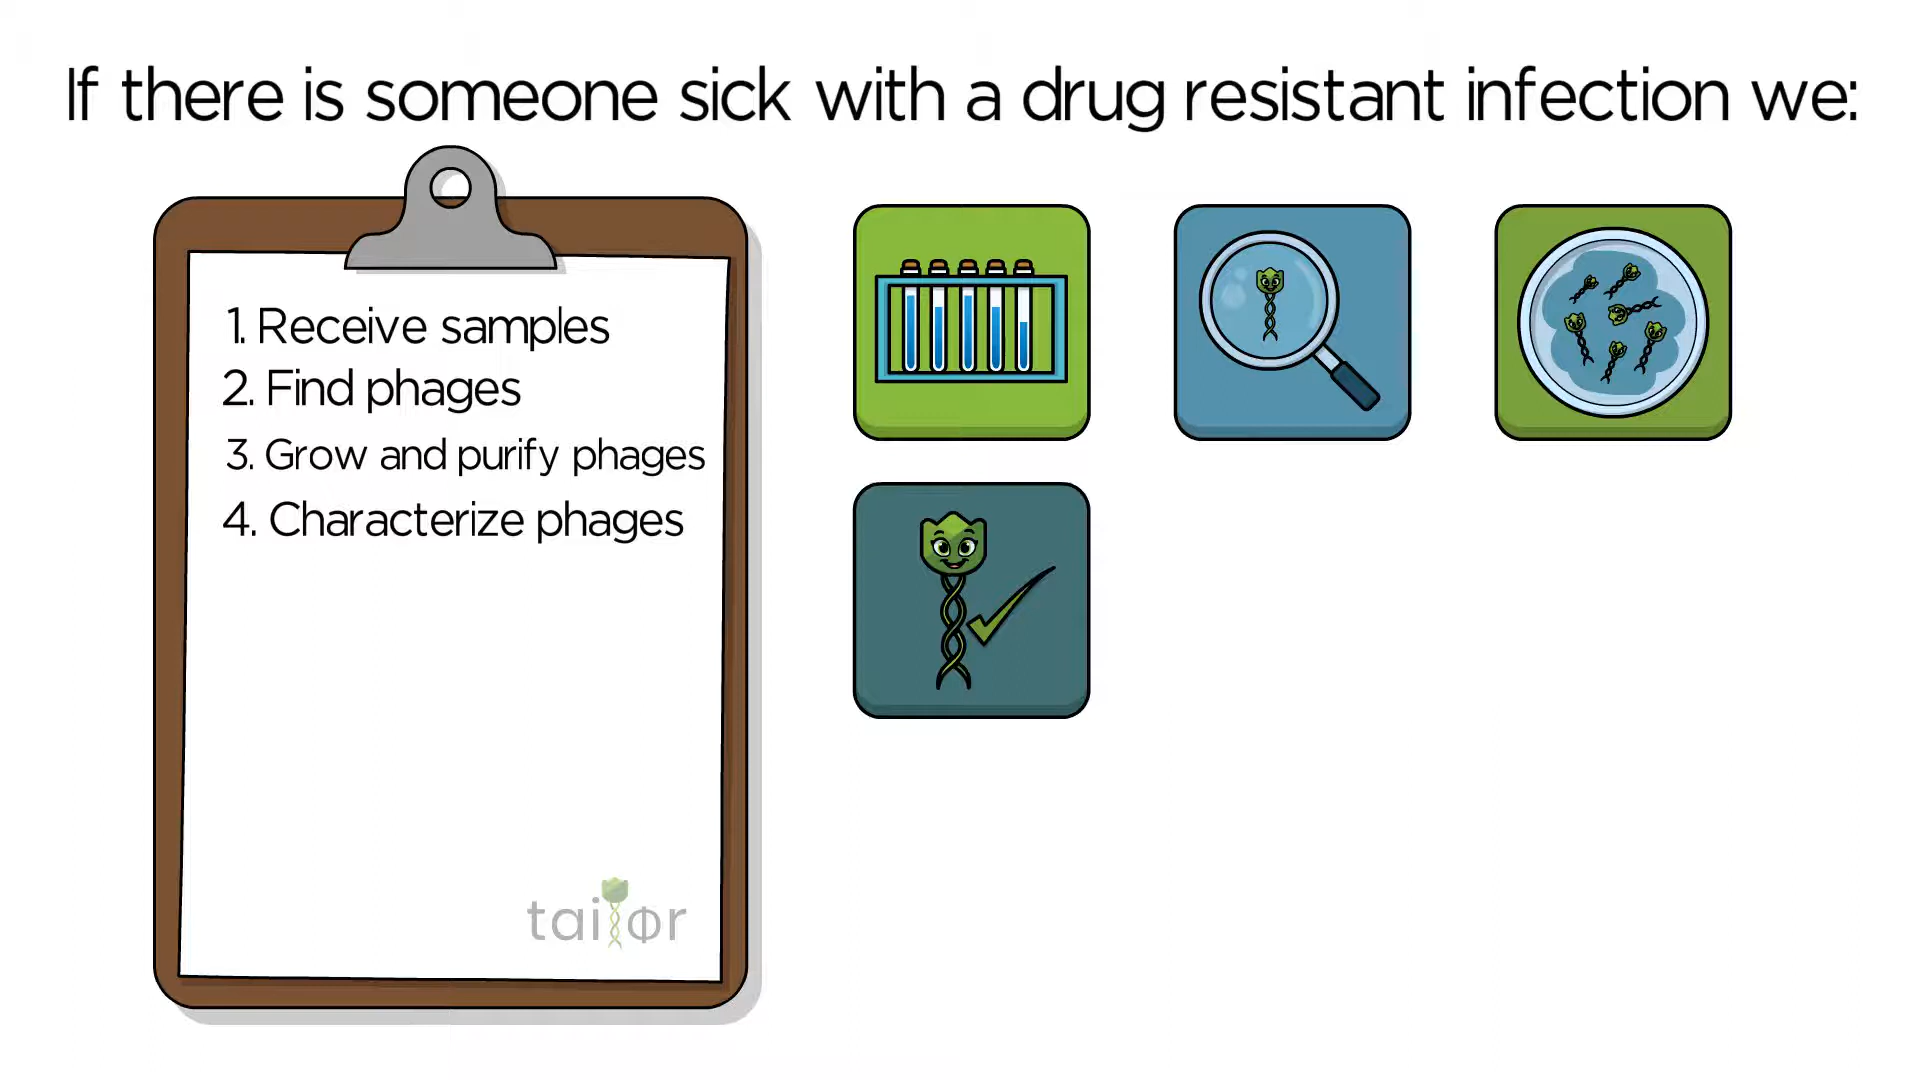 If there is someone sick with a drug resistant infection we:
1. Receive samples
2. Find phages
3. Grow and purify phages
4. Characterize phages
tailΦr